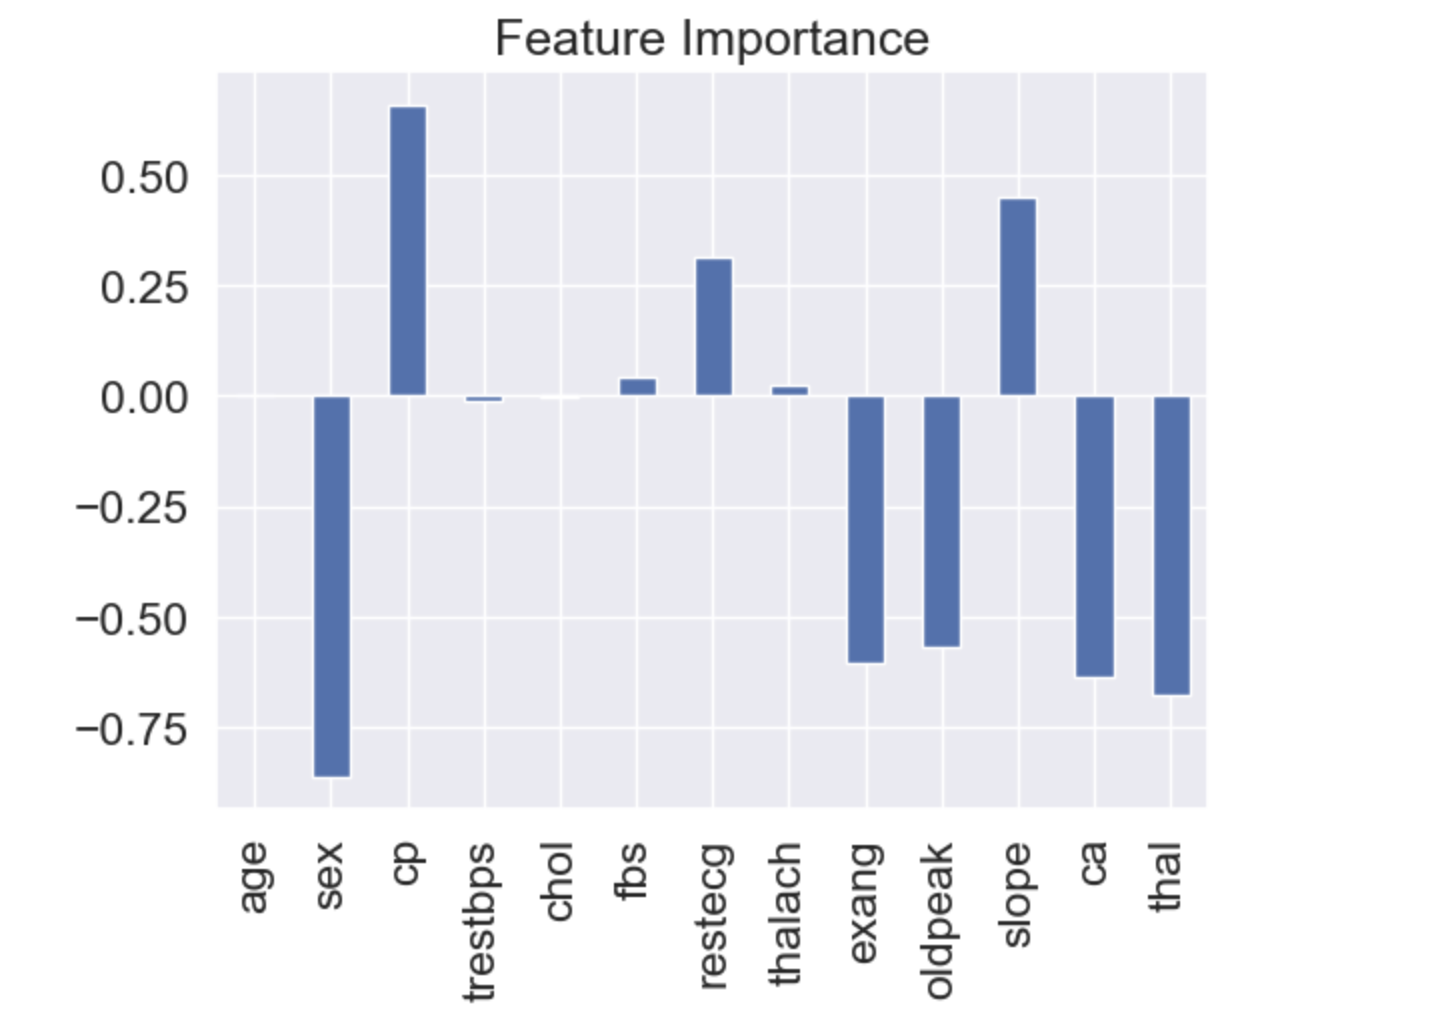 Feature Importance
0.50
0.25
0.00
−0.25
−0.50
−0.75
age
sex
cp
trestbps
chol
fbs
restecg
thalach
exang
oldpeak
slope
ca
thal